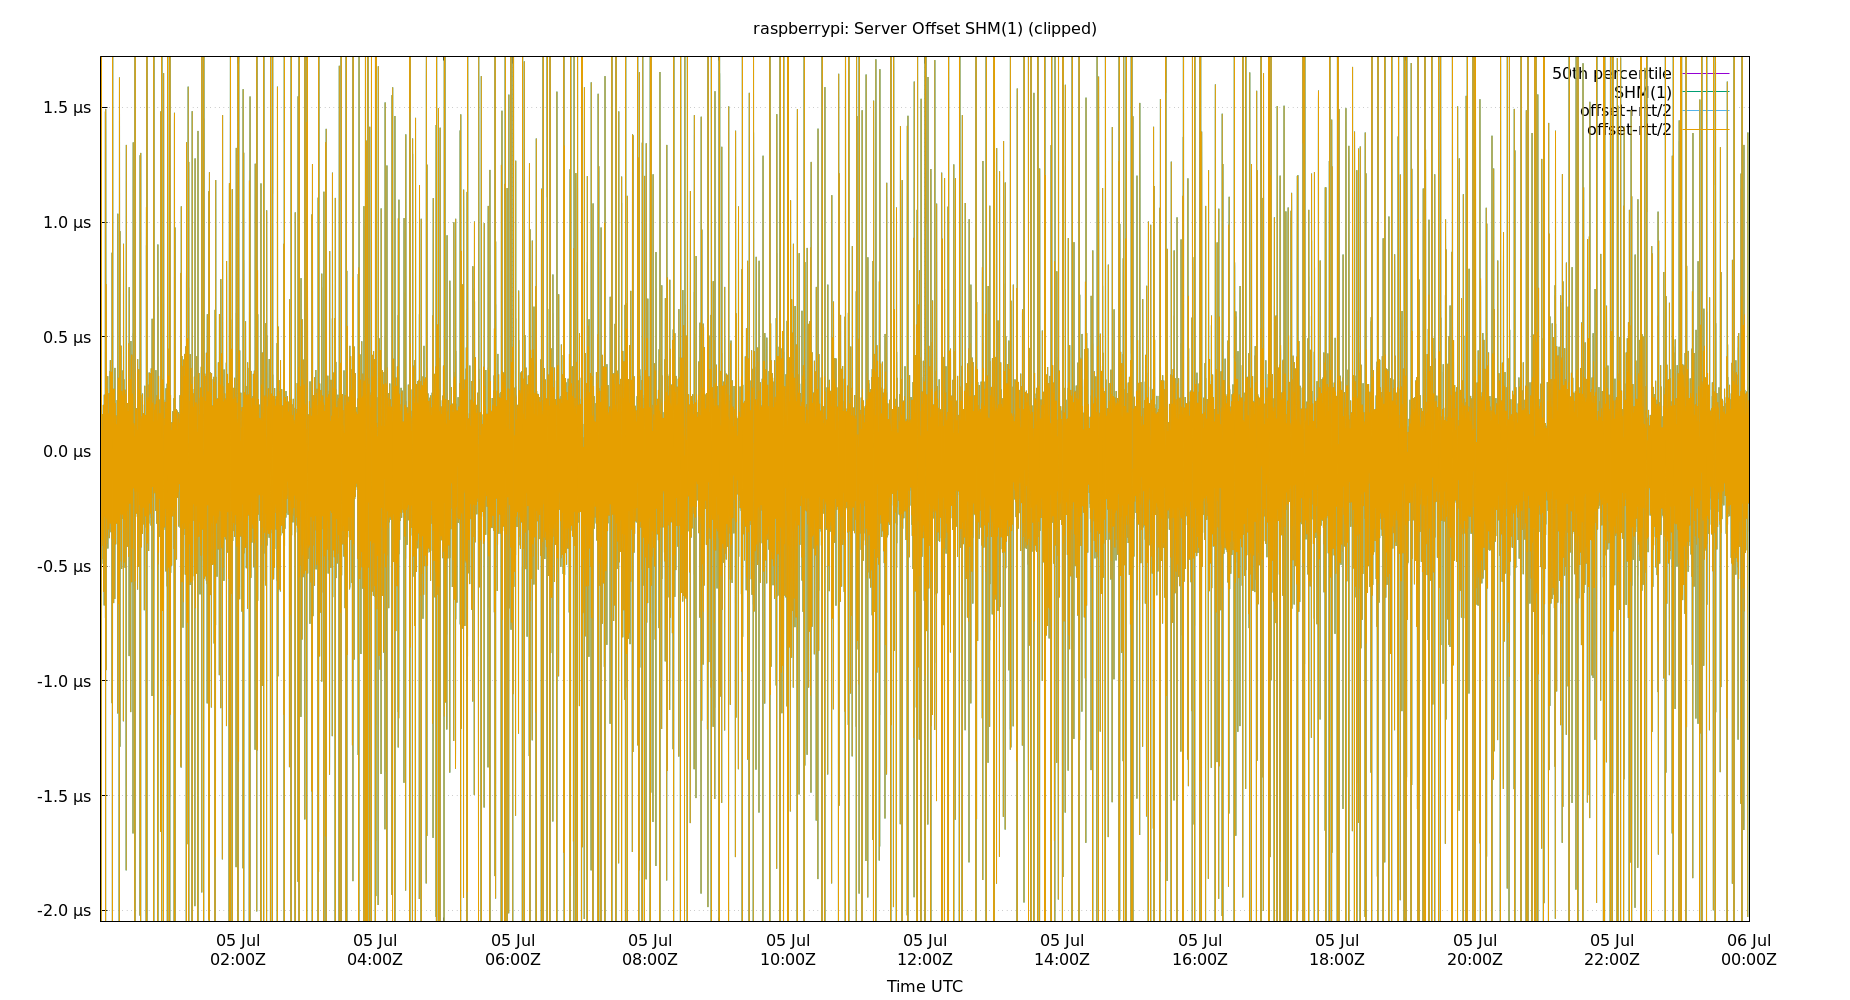 raspberrypi: Server Offset SHM(1) (clipped)
50th percentile
SHM(1)
offset+rtt/2
offset-rtt/2
1.5 µs
1.0 µs
0.5 µs
0.0 µs
-0.5 µs
-1.0 µs
-1.5 µs
-2.0 µs
05 Jul 05 Jul 05 Jul 05 Jul 05 Jul 05 Jul 05 Jul 05 Jul 05 Jul 05 Jul 05 Jul 06 Jul
02:00Z 04:00Z 06:00Z 08:00Z 10:00Z 12:00Z 14:00Z 16:00Z 18:00Z 20:00Z 22:00Z 00:00Z
Time UTC